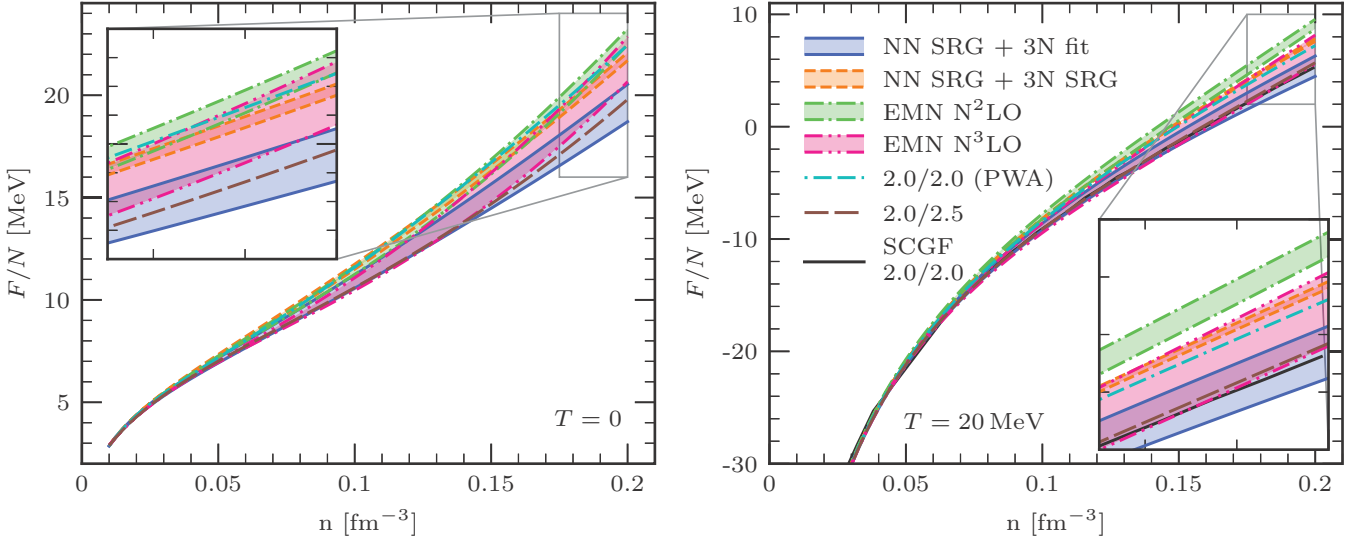 F/N [MeV]
20
15
10
5
T = 0
0
0.05
0.1
0.15
0.2
n [fm⁻³]
F/N [MeV]
10
0
-10
-20
-30
NN SRG + 3N fit
NN SRG + 3N SRG
EMN N²LO
EMN N³LO
2.0/2.0 (PWA)
2.0/2.5
SCGF
2.0/2.0
T = 20 MeV
0
0.05
0.1
0.15
0.2
n [fm⁻³]